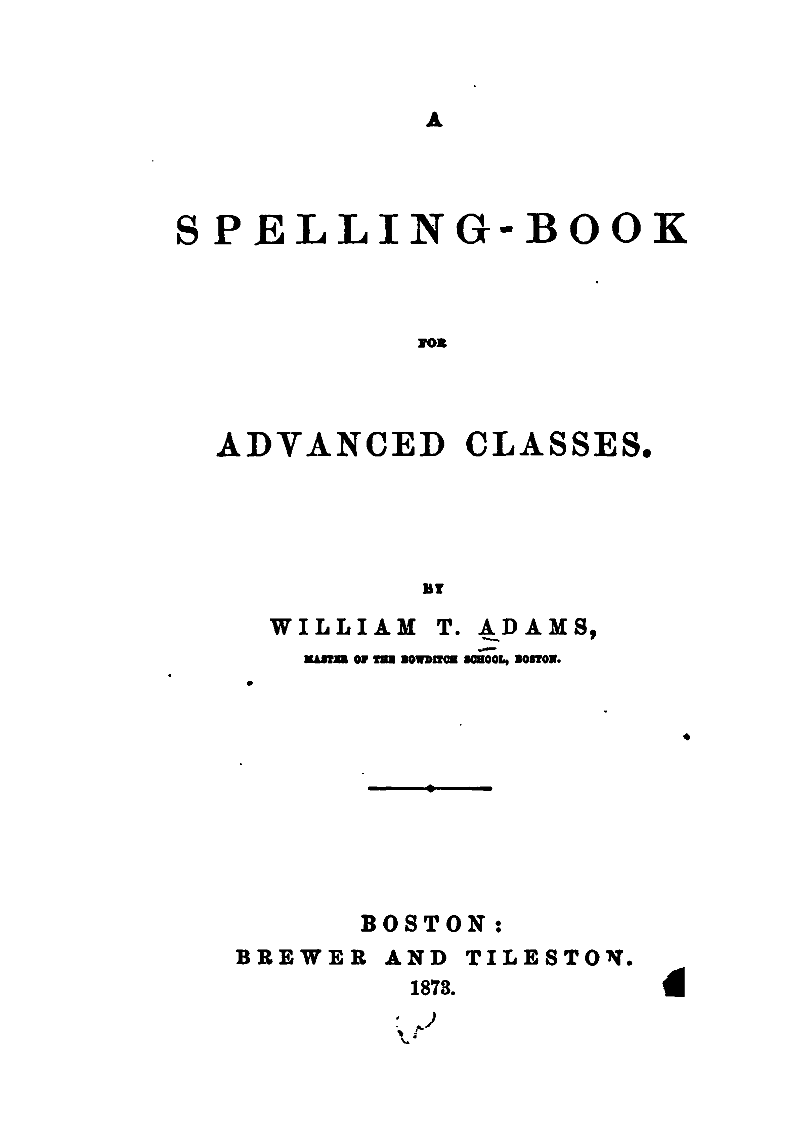 A
SPELLING-BOOK
FOR
ADVANCED CLASSES.
BY
WILLIAM T. ADAMS,
MASTER OF THE BOWDITCH SCHOOL, BOSTON.
BOSTON:
BREWER AND TILESTON.
1873.